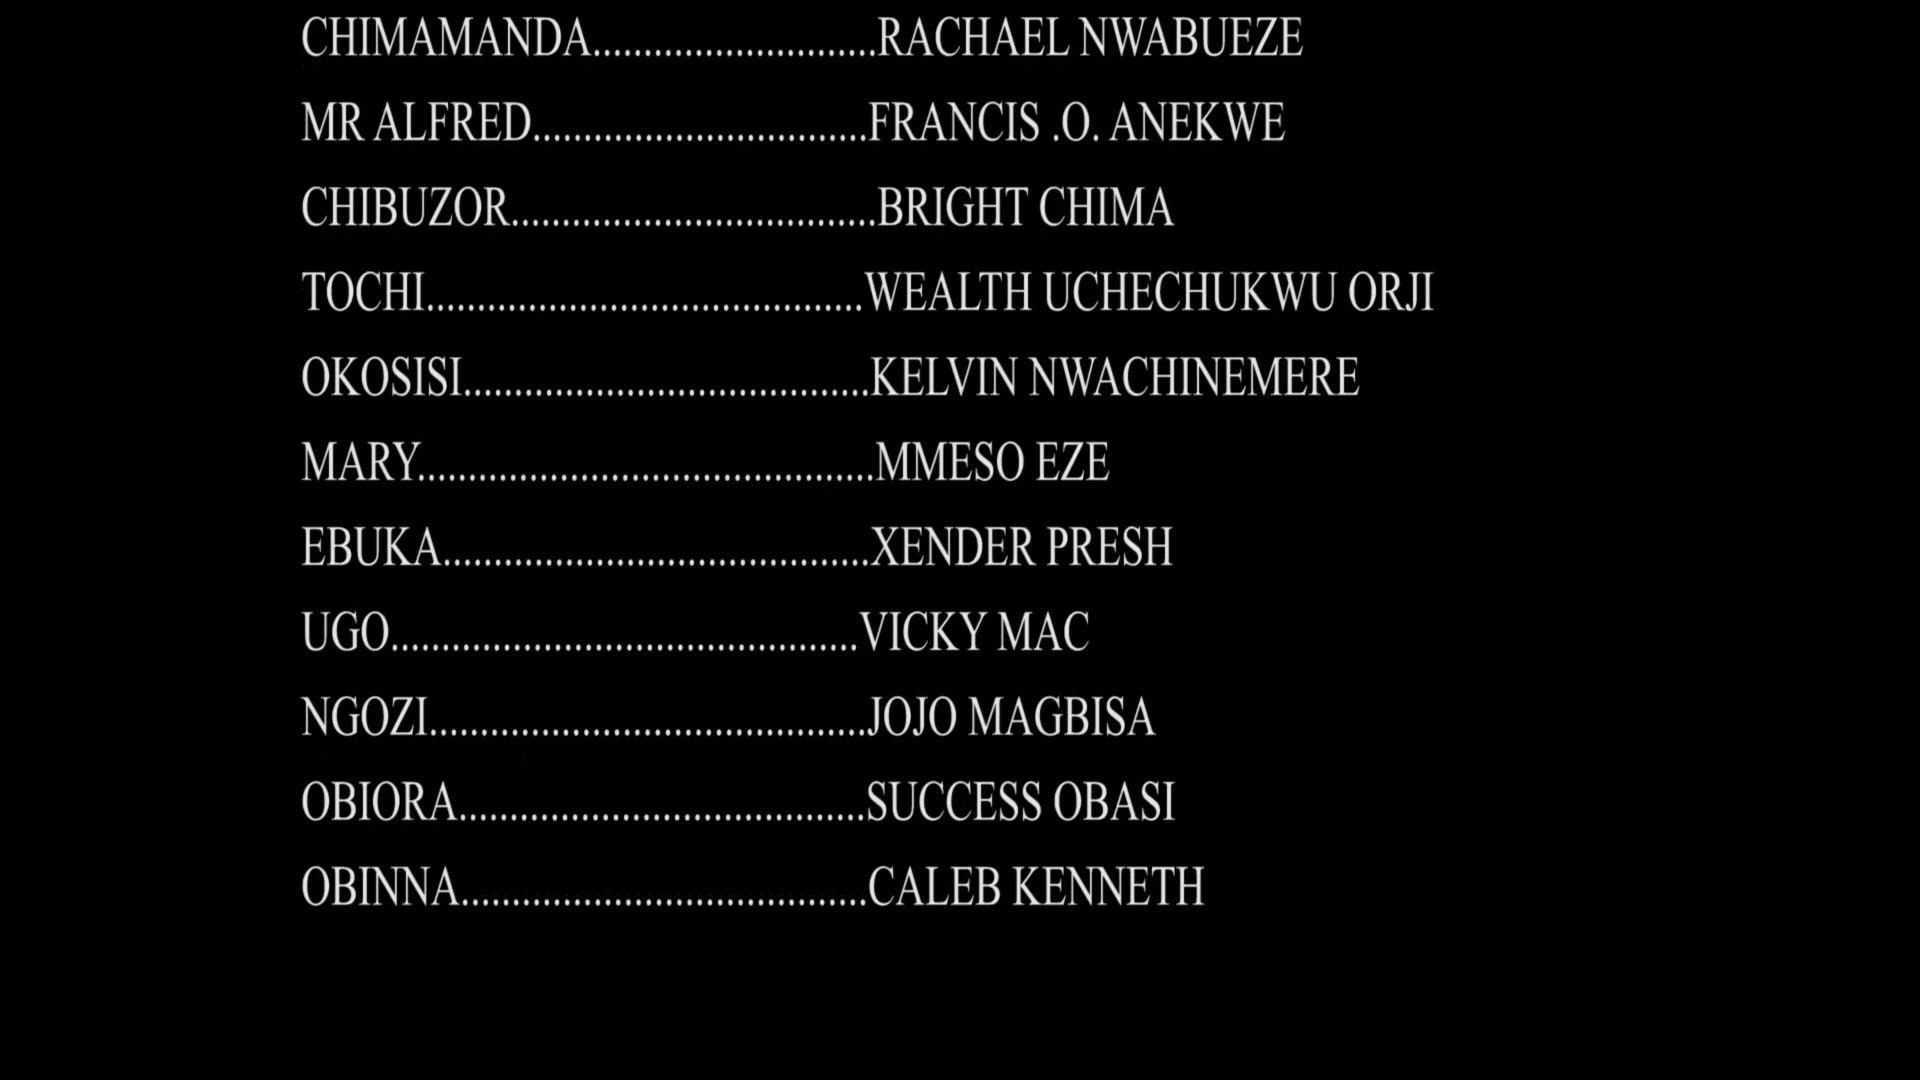 CHIMAMANDA............................RACHAEL NWABUEZE
MR ALFRED.................................FRANCIS .O. ANEKWE
CHIBUZOR....................................BRIGHT CHIMA
TOCHI...........................................WEALTH UCHECHUKWU ORJI
OKOSISI........................................KELVIN NWACHINEMERE
MARY.............................................MMESO EZE
EBUKA..........................................XENDER PRESH
UGO..............................................VICKY MAC
NGOZI...........................................JOJO MAGBISA
OBIORA........................................SUCCESS OBASI
OBINNA........................................CALEB KENNETH